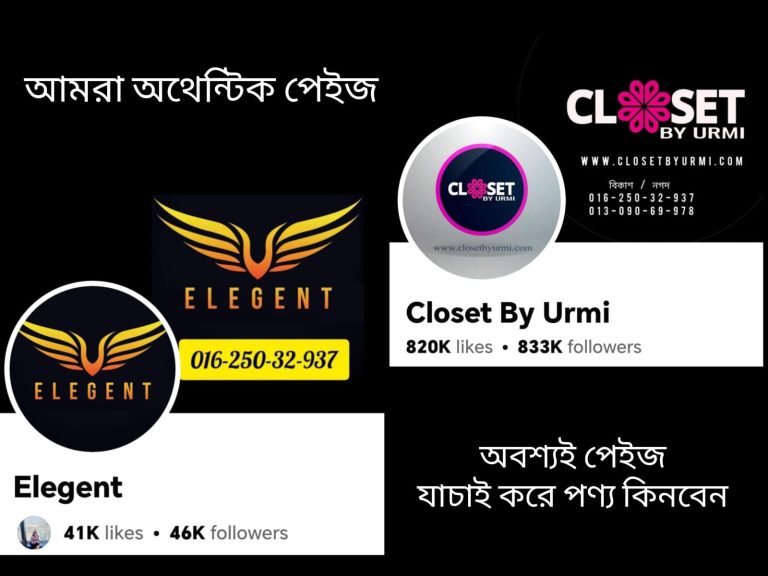 আমরা অথেন্টিক পেইজ
CLOSET
BY URMI
WWW.CLOSETBYURMI.COM
বিকাশ / নগদ
016-250-32-937
013-090-69-978
CLOSET
BY URMI
www.closetbyurmi.com
Closet By Urmi
820K likes • 833K followers
ELEGENT
016-250-32-937
ELEGENT
Elegent
41K likes • 46K followers
অবশ্যই পেইজ
যাচাই করে পণ্য কিনবেন